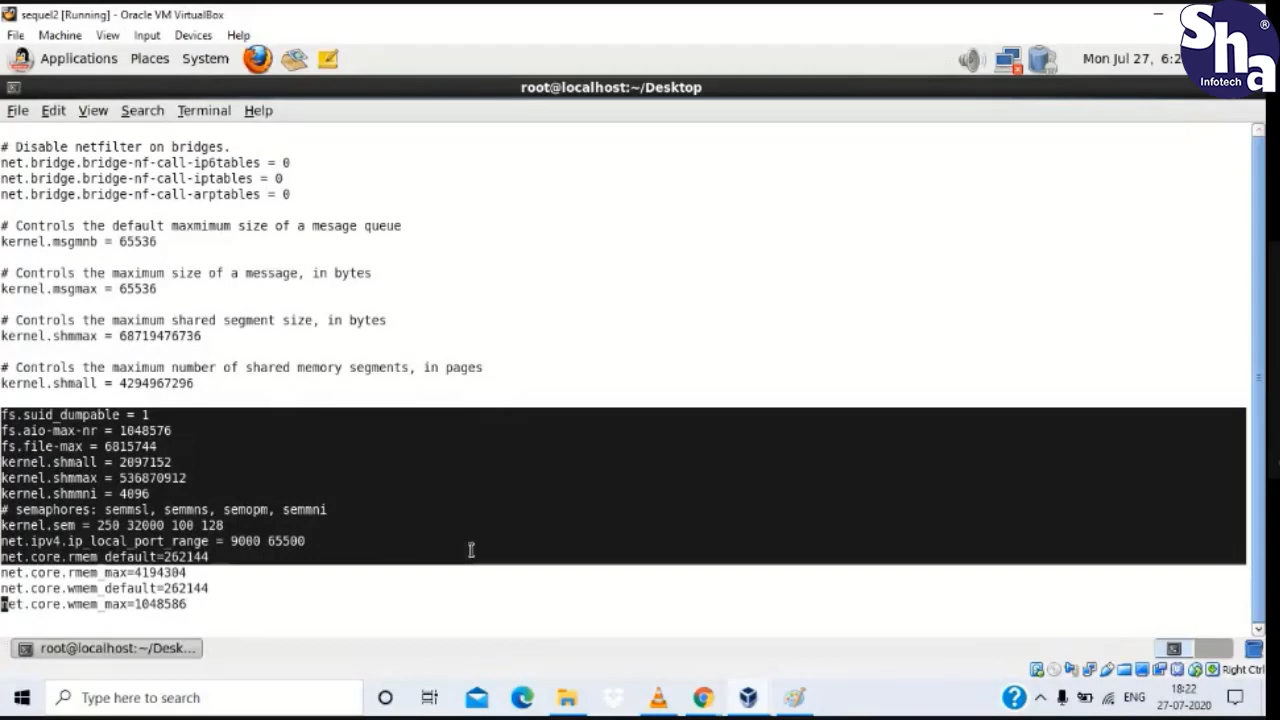 sequel2 [Running] - Oracle VM VirtualBox
File Machine View Input Devices Help
Applications Places System
Mon Jul 27, 6:2
Sha
®
Infotech
root@localhost:~/Desktop
File Edit View Search Terminal Help
# Disable netfilter on bridges.
net.bridge.bridge-nf-call-ip6tables = 0
net.bridge.bridge-nf-call-iptables = 0
net.bridge.bridge-nf-call-arptables = 0
# Controls the default maxmimum size of a mesage queue
kernel.msgmnb = 65536
# Controls the maximum size of a message, in bytes
kernel.msgmax = 65536
# Controls the maximum shared segment size, in bytes
kernel.shmmax = 68719476736
# Controls the maximum number of shared memory segments, in pages
kernel.shmall = 4294967296
fs.suid_dumpable = 1
fs.aio-max-nr = 1048576
fs.file-max = 6815744
kernel.shmall = 2097152
kernel.shmmax = 536870912
kernel.shmmni = 4096
# semaphores: semmsl, semmns, semopm, semmni
kernel.sem = 250 32000 100 128
net.ipv4.ip_local_port_range = 9000 65500
net.core.rmem_default=262144
net.core.rmem_max=4194304
net.core.wmem_default=262144
net.core.wmem_max=1048586
root@localhost:~/Desk...
Right Ctrl
Type here to search
ENG
18:22
27-07-2020